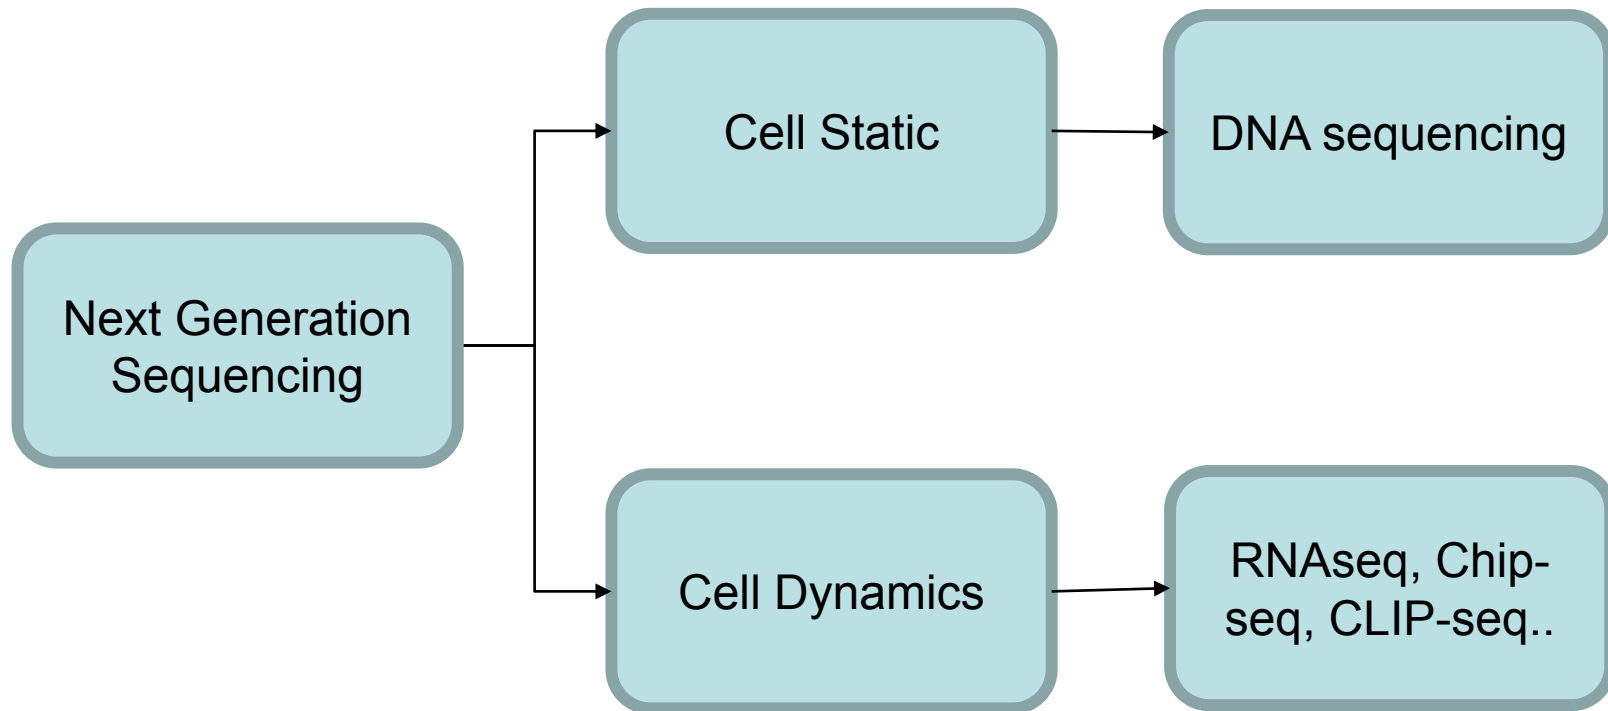 Cell Static
DNA sequencing
Next Generation
Sequencing
Cell Dynamics
RNAseq, Chip-
seq, CLIP-seq..